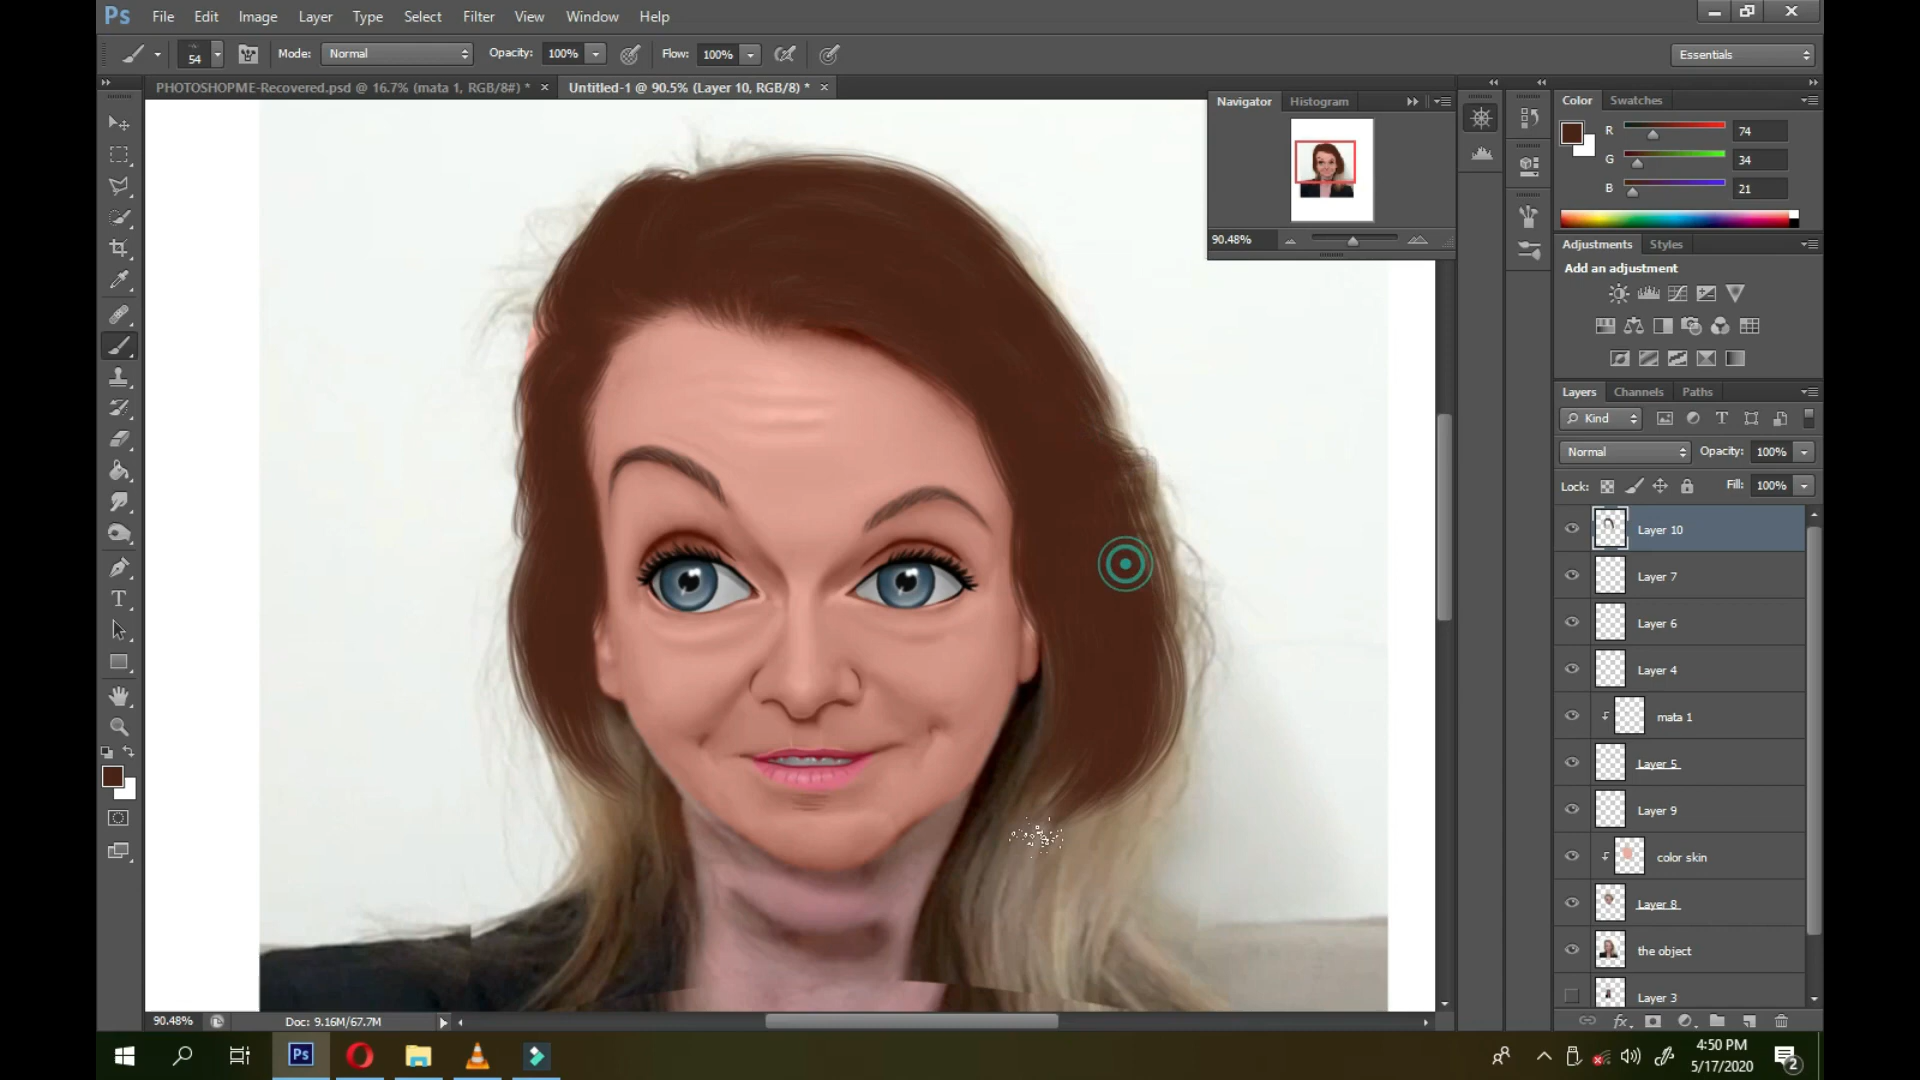 Ps File Edit Image Layer Type Select Filter View Window Help
54 Mode: Normal Opacity: 100% Flow: 100% Essentials
PHOTOSHOPME-Recovered.psd @ 16.7% (mata 1, RGB/8#) * × Untitled-1 @ 90.5% (Layer 10, RGB/8) * ×
Navigator Histogram
90.48%
Color Swatches
R 74
G 34
B 21
Adjustments Styles
Add an adjustment
Layers Channels Paths
Kind
Normal Opacity: 100%
Lock: Fill: 100%
Layer 10
Layer 7
Layer 6
Layer 4
mata 1
Layer 5
Layer 9
color skin
Layer 8
the object
Layer 3
fx
90.48% Doc: 9.16M/67.7M
Ps
4:50 PM
5/17/2020
2